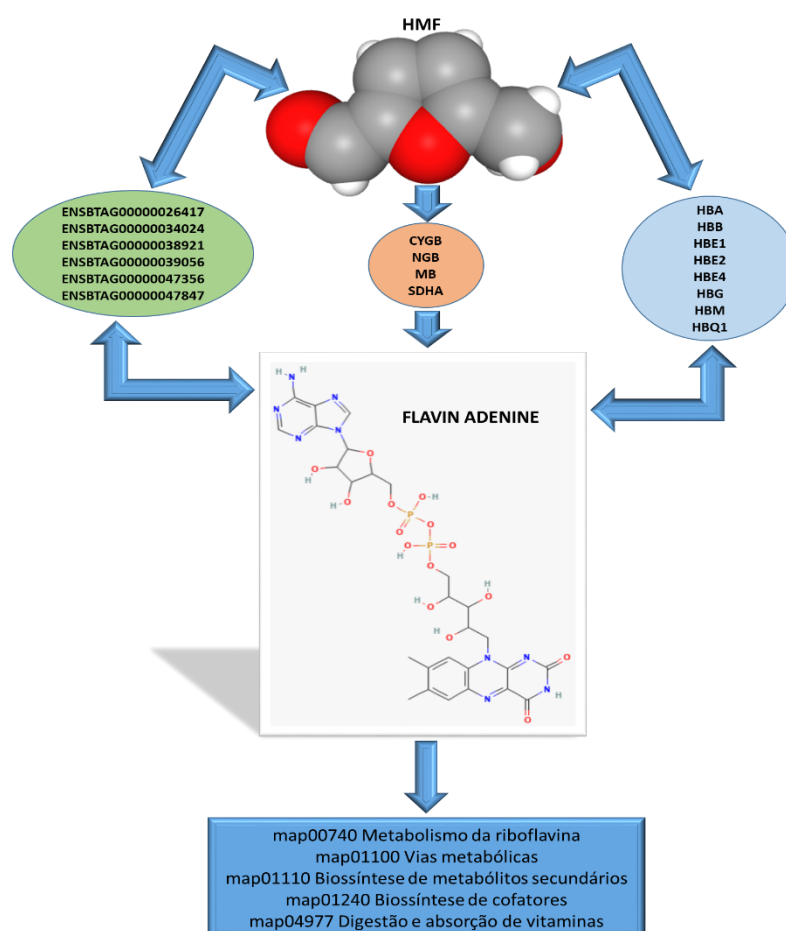 HMF
ENSBTAG00000026417
ENSBTAG00000034024
ENSBTAG00000038921
ENSBTAG00000039056
ENSBTAG00000047356
ENSBTAG00000047847
CYGB
NGB
MB
SDHA
HBA
HBB
HBE1
HBE2
HBE4
HBG
HBM
HBQ1
FLAVIN ADENINE
H
H
N
N
N
N
N
O
O
H
O
H
O
O
H
O
P
O
O
P
O
O
H
O
O
H
O
H
O
O
H
H
N
N
O
N
N
H
O
map00740 Metabolismo da riboflavina
map01100 Vias metabólicas
map01110 Biossíntese de metabólitos secundários
map01240 Biossíntese de cofatores
map04977 Digestão e absorção de vitaminas